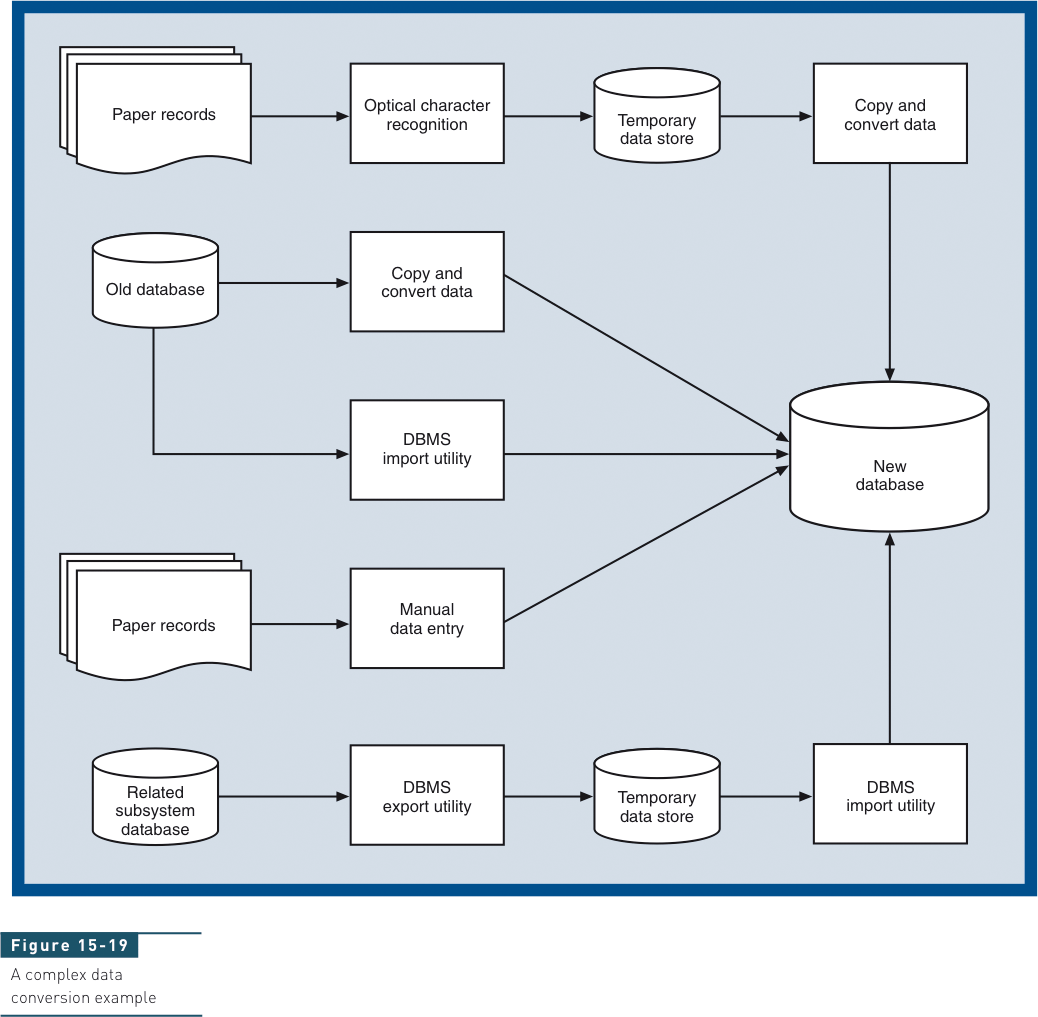 Paper records
Optical character
recognition
Temporary
data store
Copy and
convert data
Old database
Copy and
convert data
DBMS
import utility
New
database
Paper records
Manual
data entry
Related
subsystem
database
DBMS
export utility
Temporary
data store
DBMS
import utility
Figure 15-19
A complex data
conversion example